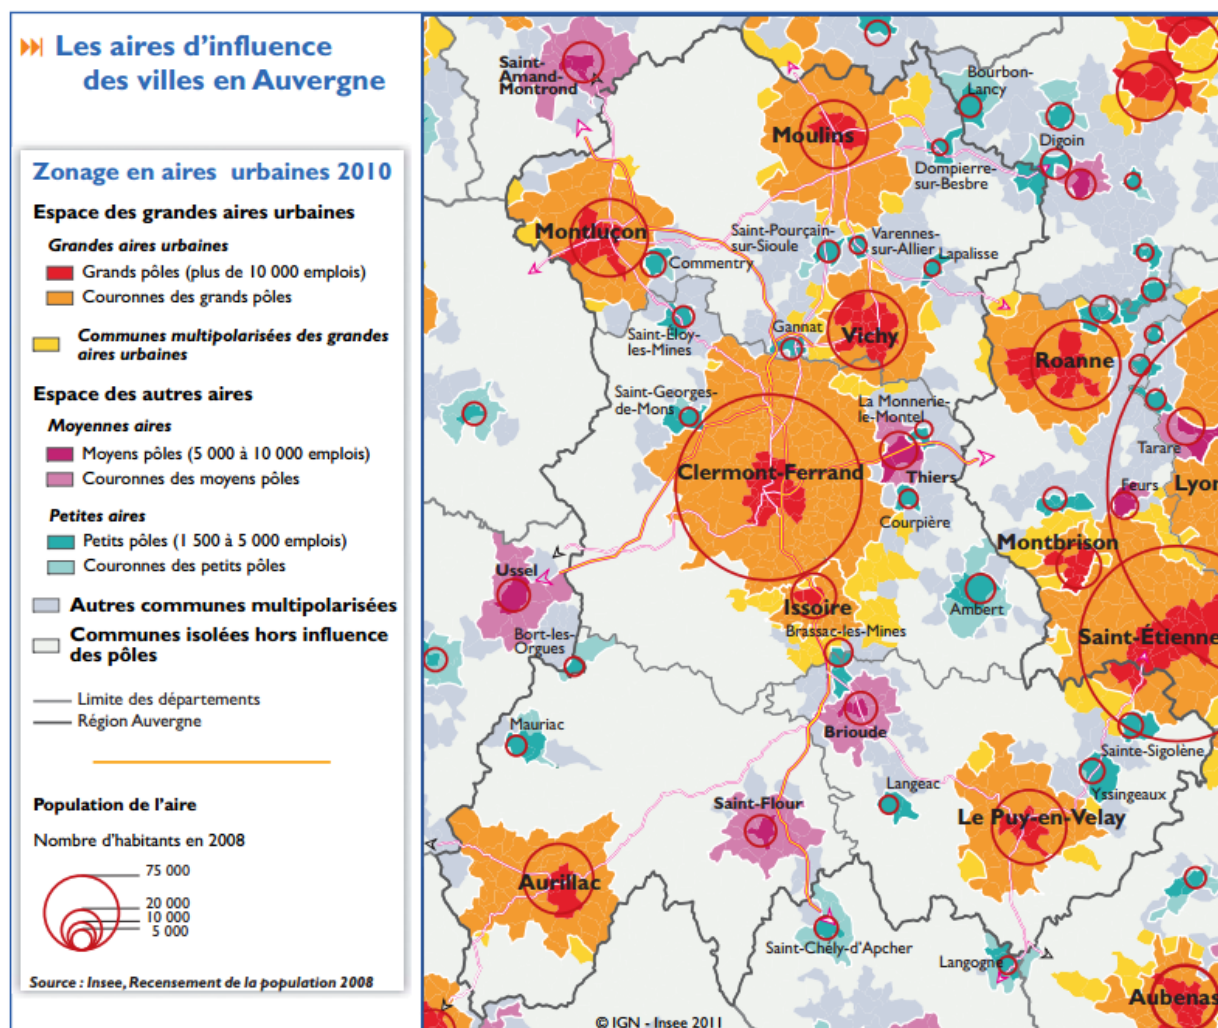 Les aires d'influence
des villes en Auvergne
Zonage en aires urbaines 2010
Espace des grandes aires urbaines
Grandes aires urbaines
Grands pôles (plus de 10 000 emplois)
Couronnes des grands pôles
Communes multipolarisées des grandes
aires urbaines
Espace des autres aires
Moyennes aires
Moyens pôles (5 000 à 10 000 emplois)
Couronnes des moyens pôles
Petites aires
Petits pôles (1 500 à 5 000 emplois)
Couronnes des petits pôles
Autres communes multipolarisées
Communes isolées hors influence
des pôles
Limite des départements
Région Auvergne
Population de l'aire
Nombre d'habitants en 2008
75 000
20 000
10 000
5 000
Source : Insee, Recensement de la population 2008
Saint-
Amand-
Montrond
Bourbon-
Lancy
Moulins
Digoin
Dompierre-
sur-Besbre
Montluçon
Saint-Pourçain-
sur-Sioule
Varennes-
sur-Allier
Lapalisse
Commentry
Saint-Éloy-
les-Mines
Gannat
Vichy
Roanne
Saint-Georges-
de-Mons
La Monnerie-
le-Montel
Tarare
Clermont-Ferrand
Thiers
Feurs
Lyon
Courpière
Montbrison
Ussel
Issoire
Ambert
Brassac-les-Mines
Saint-Étienne
Bort-les-
Orgues
Mauriac
Brioude
Sainte-Sigolène
Langeac
Yssingeaux
Saint-Flour
Le Puy-en-Velay
Aurillac
Saint-Chély-d'Apcher
Langogne
Aubenas
© IGN - Insee 2011